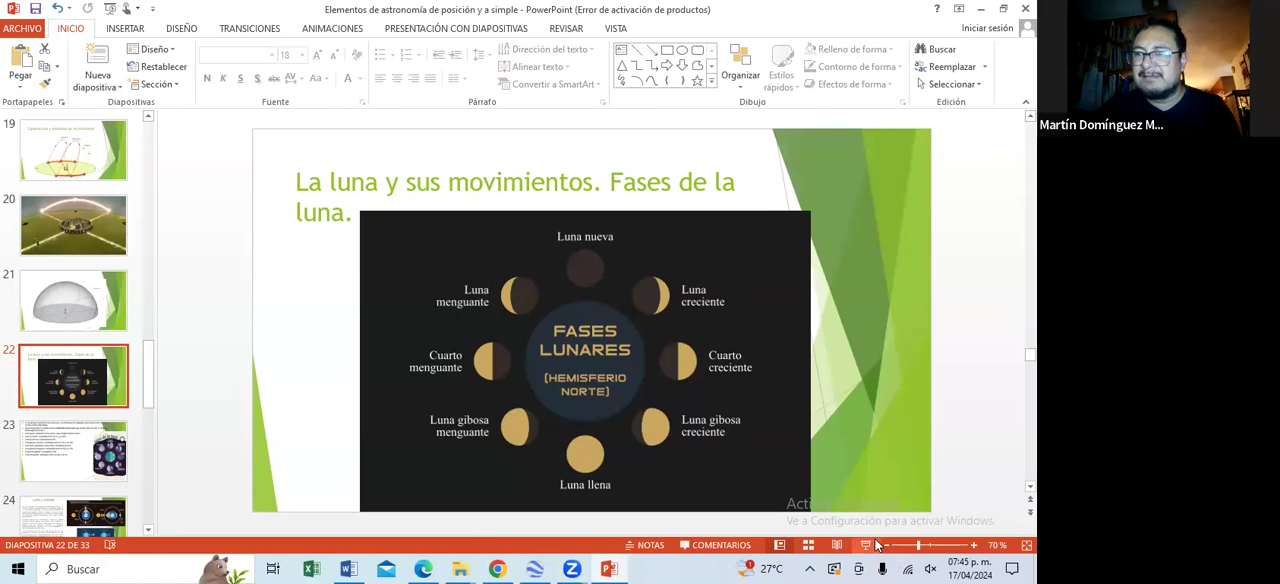 Elementos de astronomía de posición y a simple - PowerPoint (Error de activación de productos)
ARCHIVO INICIO INSERTAR DISEÑO TRANSICIONES ANIMACIONES PRESENTACIÓN CON DIAPOSITIVAS REVISAR VISTA
Iniciar sesión
Pegar
Nueva
diapositiva
Diseño
Restablecer
Sección
18
N K S S abc AV Aa A
Dirección del texto
Alinear texto
Convertir a SmartArt
Organizar
Estilos
rápidos
Relleno de forma
Contorno de forma
Efectos de forma
Buscar
Reemplazar
Seleccionar
Portapapeles
Diapositivas
Fuente
Párrafo
Dibujo
Edición
Martín Domínguez M...
19
20
21
22
23
24
La luna y sus movimientos. Fases de la
luna.
Luna nueva
Luna
menguante
Luna
creciente
FASES
LUNARES
(HEMISFERIO
NORTE)
Cuarto
menguante
Cuarto
creciente
Luna gibosa
menguante
Luna gibosa
creciente
Luna llena
Ve a Configuración para activar Windows.
DIAPOSITIVA 22 DE 33
NOTAS
COMENTARIOS
70 %
Buscar
27°C
07:45 p. m.
17/04/2024